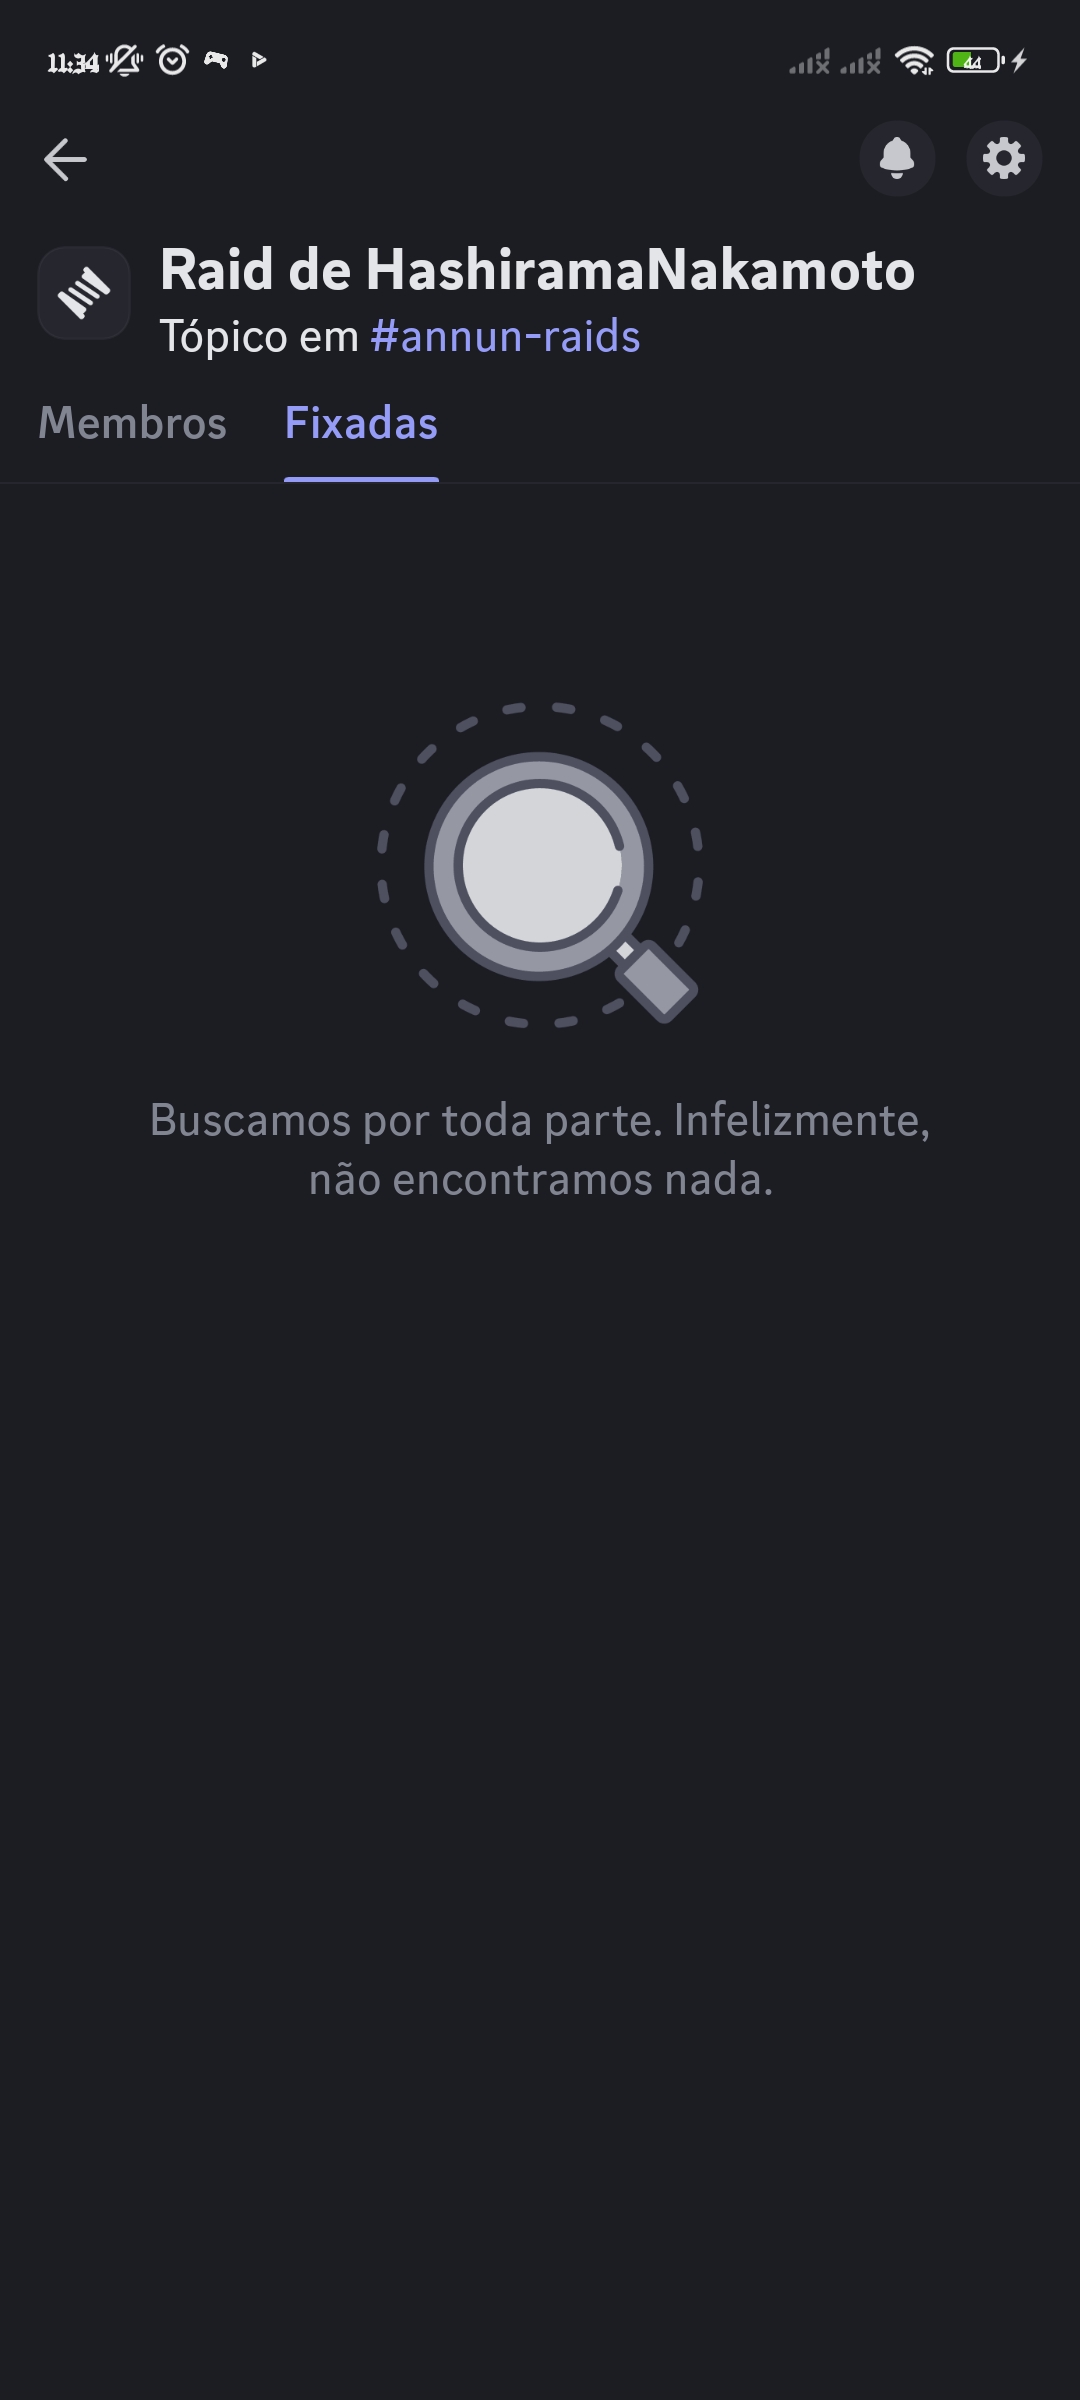 11:34
44
Raid de HashiramaNakamoto
Tópico em #annun-raids
Membros Fixadas
Buscamos por toda parte. Infelizmente,
não encontramos nada.